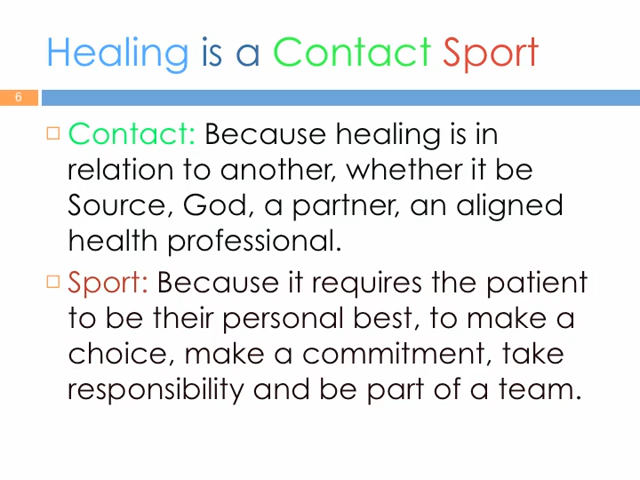 Healing is a Contact Sport
6
Contact: Because healing is in
relation to another, whether it be
Source, God, a partner, an aligned
health professional.
Sport: Because it requires the patient
to be their personal best, to make a
choice, make a commitment, take
responsibility and be part of a team.